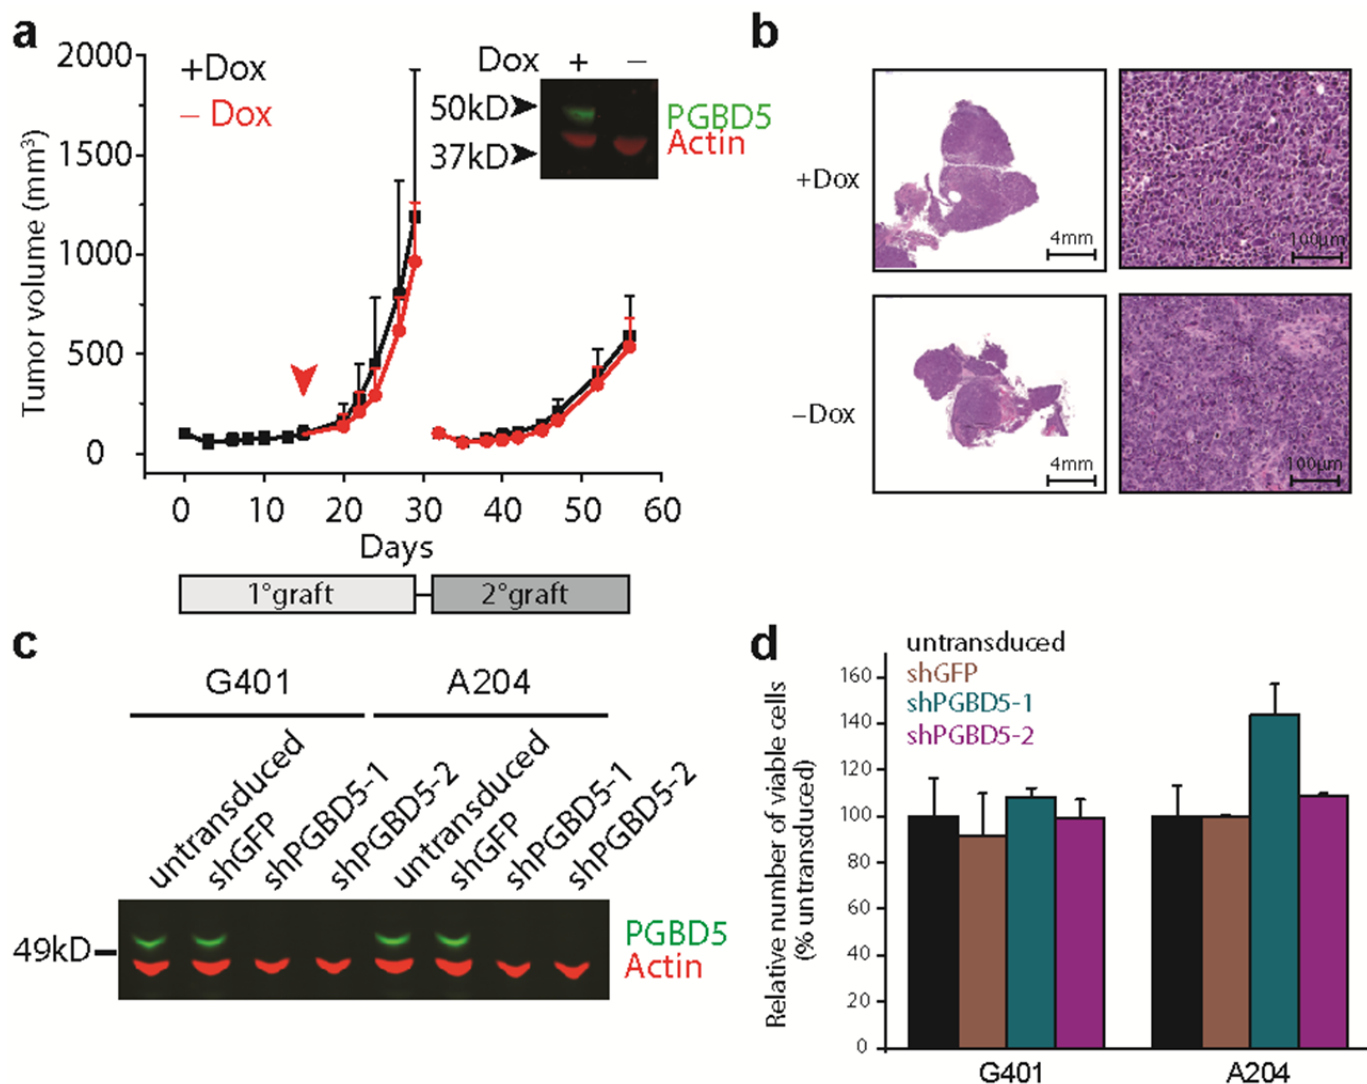 a
2000
1500
1000
500
0
Tumor volume (mm³)
+Dox
– Dox
Dox + –
50kD
37kD
PGBD5
Actin
0 10 20 30 40 50 60
Days
1°graft
2°graft
b
+Dox
4mm
100µm
–Dox
4mm
100µm
c
G401
A204
untransduced
shGFP
shPGBD5-1
shPGBD5-2
untransduced
shGFP
shPGBD5-1
shPGBD5-2
49kD
PGBD5
Actin
d
untransduced
shGFP
shPGBD5-1
shPGBD5-2
Relative number of viable cells
(% untransduced)
160
140
120
100
80
60
40
20
0
G401
A204